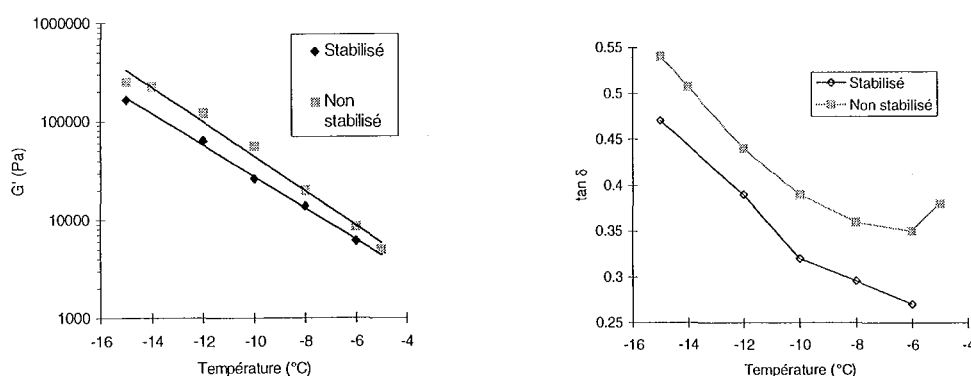 1000000
100000
10000
1000
G' (Pa)
-16 -14 -12 -10 -8 -6 -4
Température (°C)
Stabilisé
Non
stabilisé
0.55
0.5
0.45
0.4
0.35
0.3
0.25
tan δ
-16 -14 -12 -10 -8 -6 -4
Température (°C)
Stabilisé
Non stabilisé